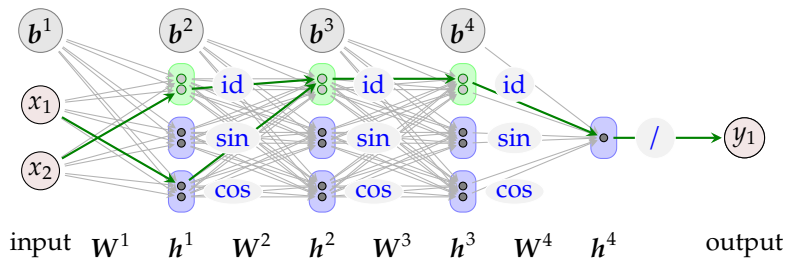 b¹ b² b³ b⁴
id id id
x₁
sin sin sin / y₁
x₂
cos cos cos
input W¹ h¹ W² h² W³ h³ W⁴ h⁴ output